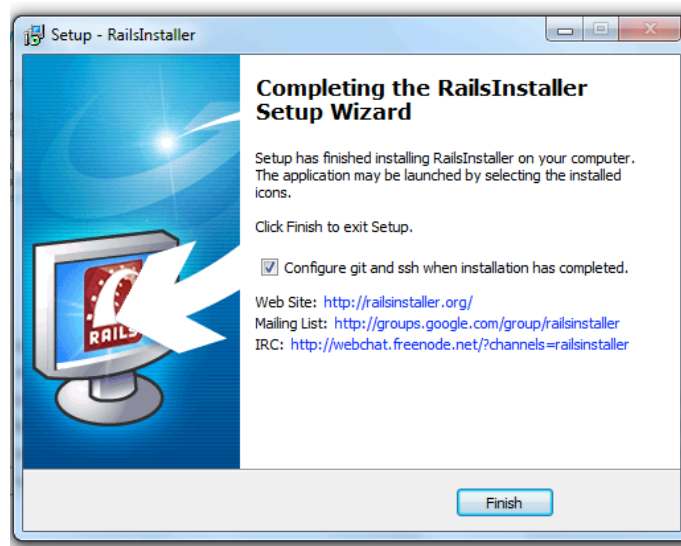 Setup - RailsInstaller
Completing the RailsInstaller
Setup Wizard
Setup has finished installing RailsInstaller on your computer.
The application may be launched by selecting the installed
icons.
Click Finish to exit Setup.
Configure git and ssh when installation has completed.
Web Site: http://railsinstaller.org/
Mailing List: http://groups.google.com/group/railsinstaller
IRC: http://webchat.freenode.net/?channels=railsinstaller
RAILS
Finish